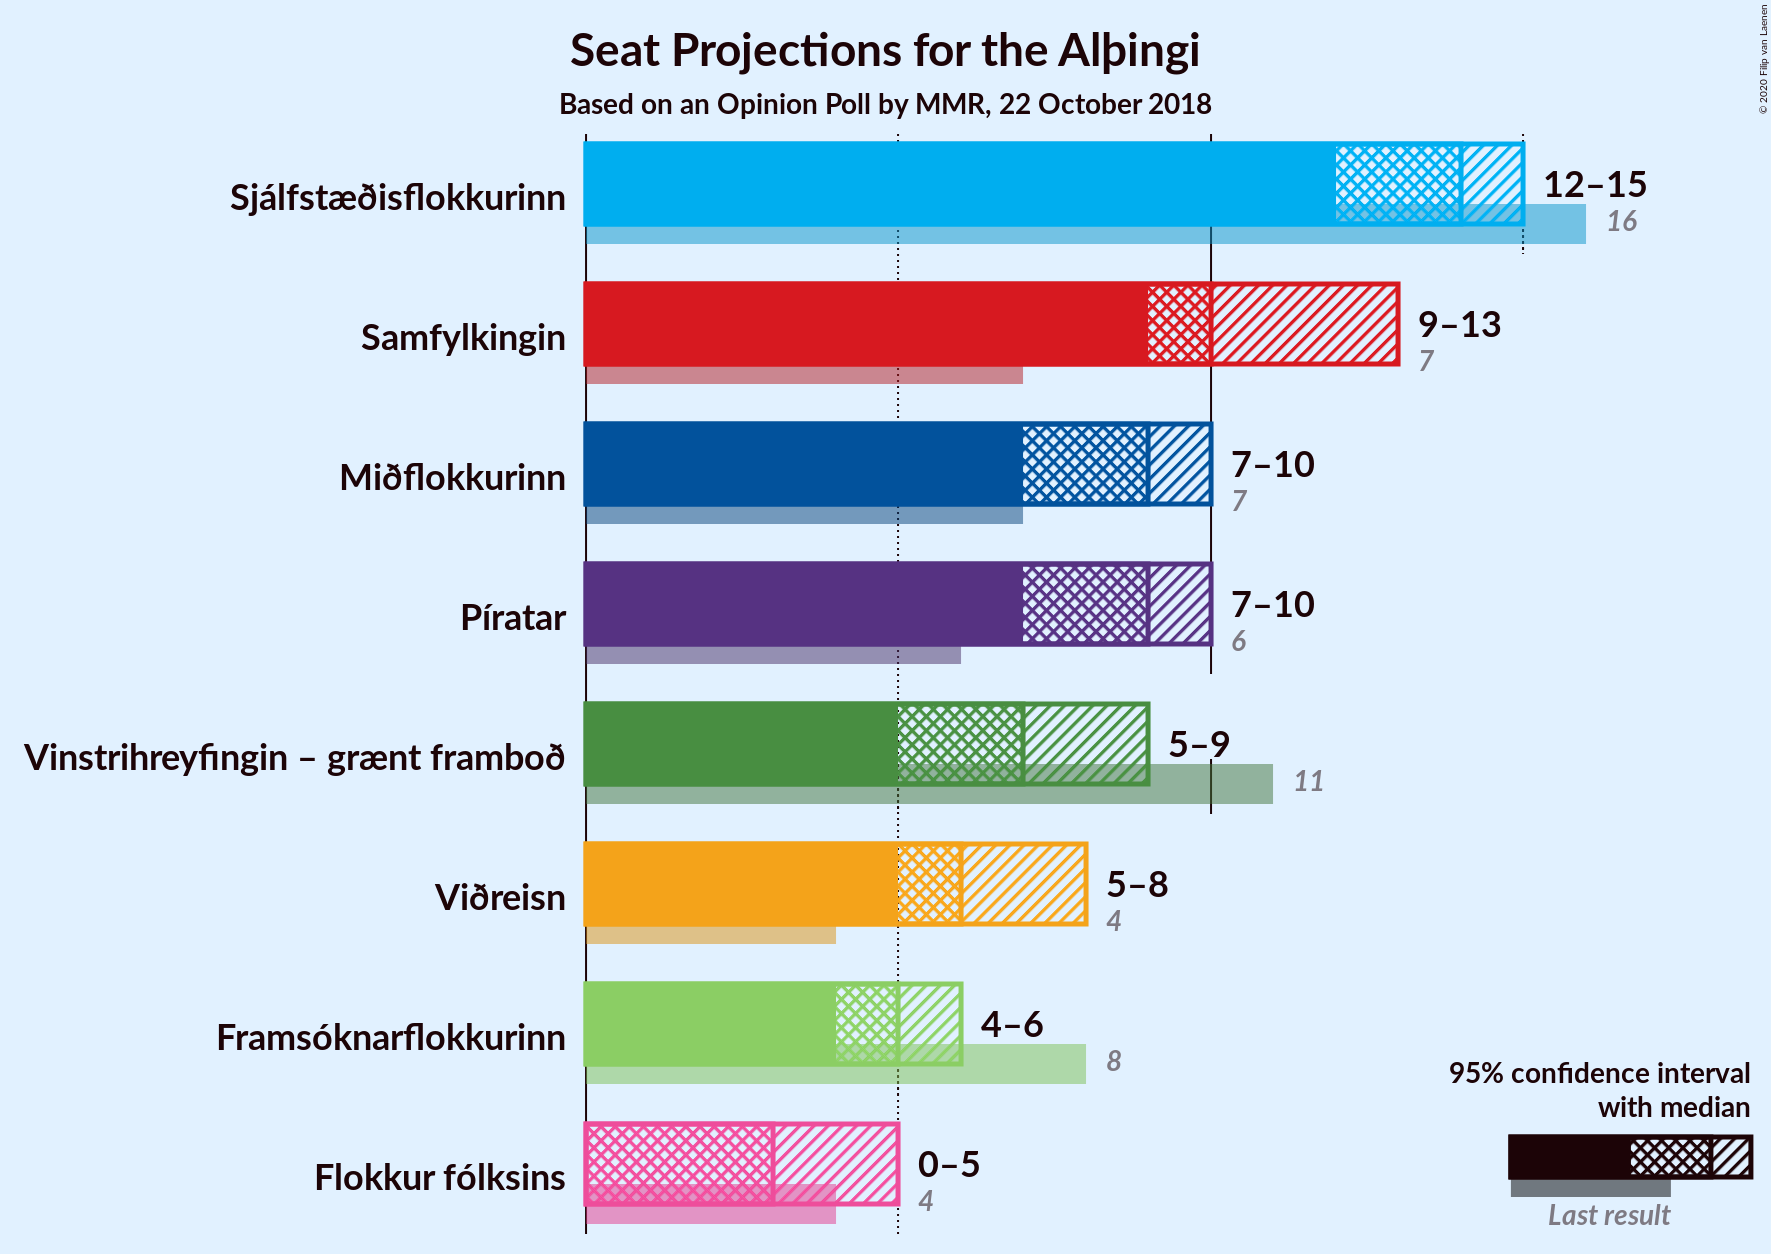 Seat Projections for the Alþingi
Based on an Opinion Poll by MMR, 22 October 2018
© 2020 Filip van Laenen
Sjálfstæðisflokkurinn
12–15
16
Samfylkingin
9–13
7
Miðflokkurinn
7–10
7
Píratar
7–10
6
Vinstrihreyfingin – grænt framboð
5–9
11
Viðreisn
5–8
4
Framsóknarflokkurinn
4–6
8
Flokkur fólksins
0–5
4
95% confidence interval
with median
Last result